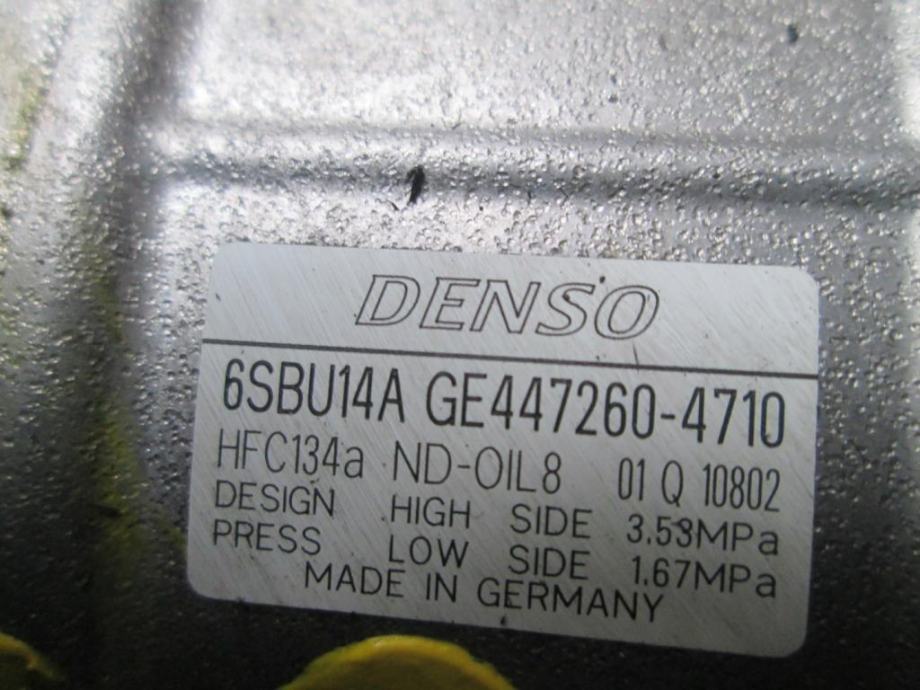 DENSO
6SBU14A GE447260-4710
HFC134a ND-OIL8 01 Q 10802
DESIGN HIGH SIDE 3.53MPa
PRESS LOW SIDE 1.67MPa
MADE IN GERMANY